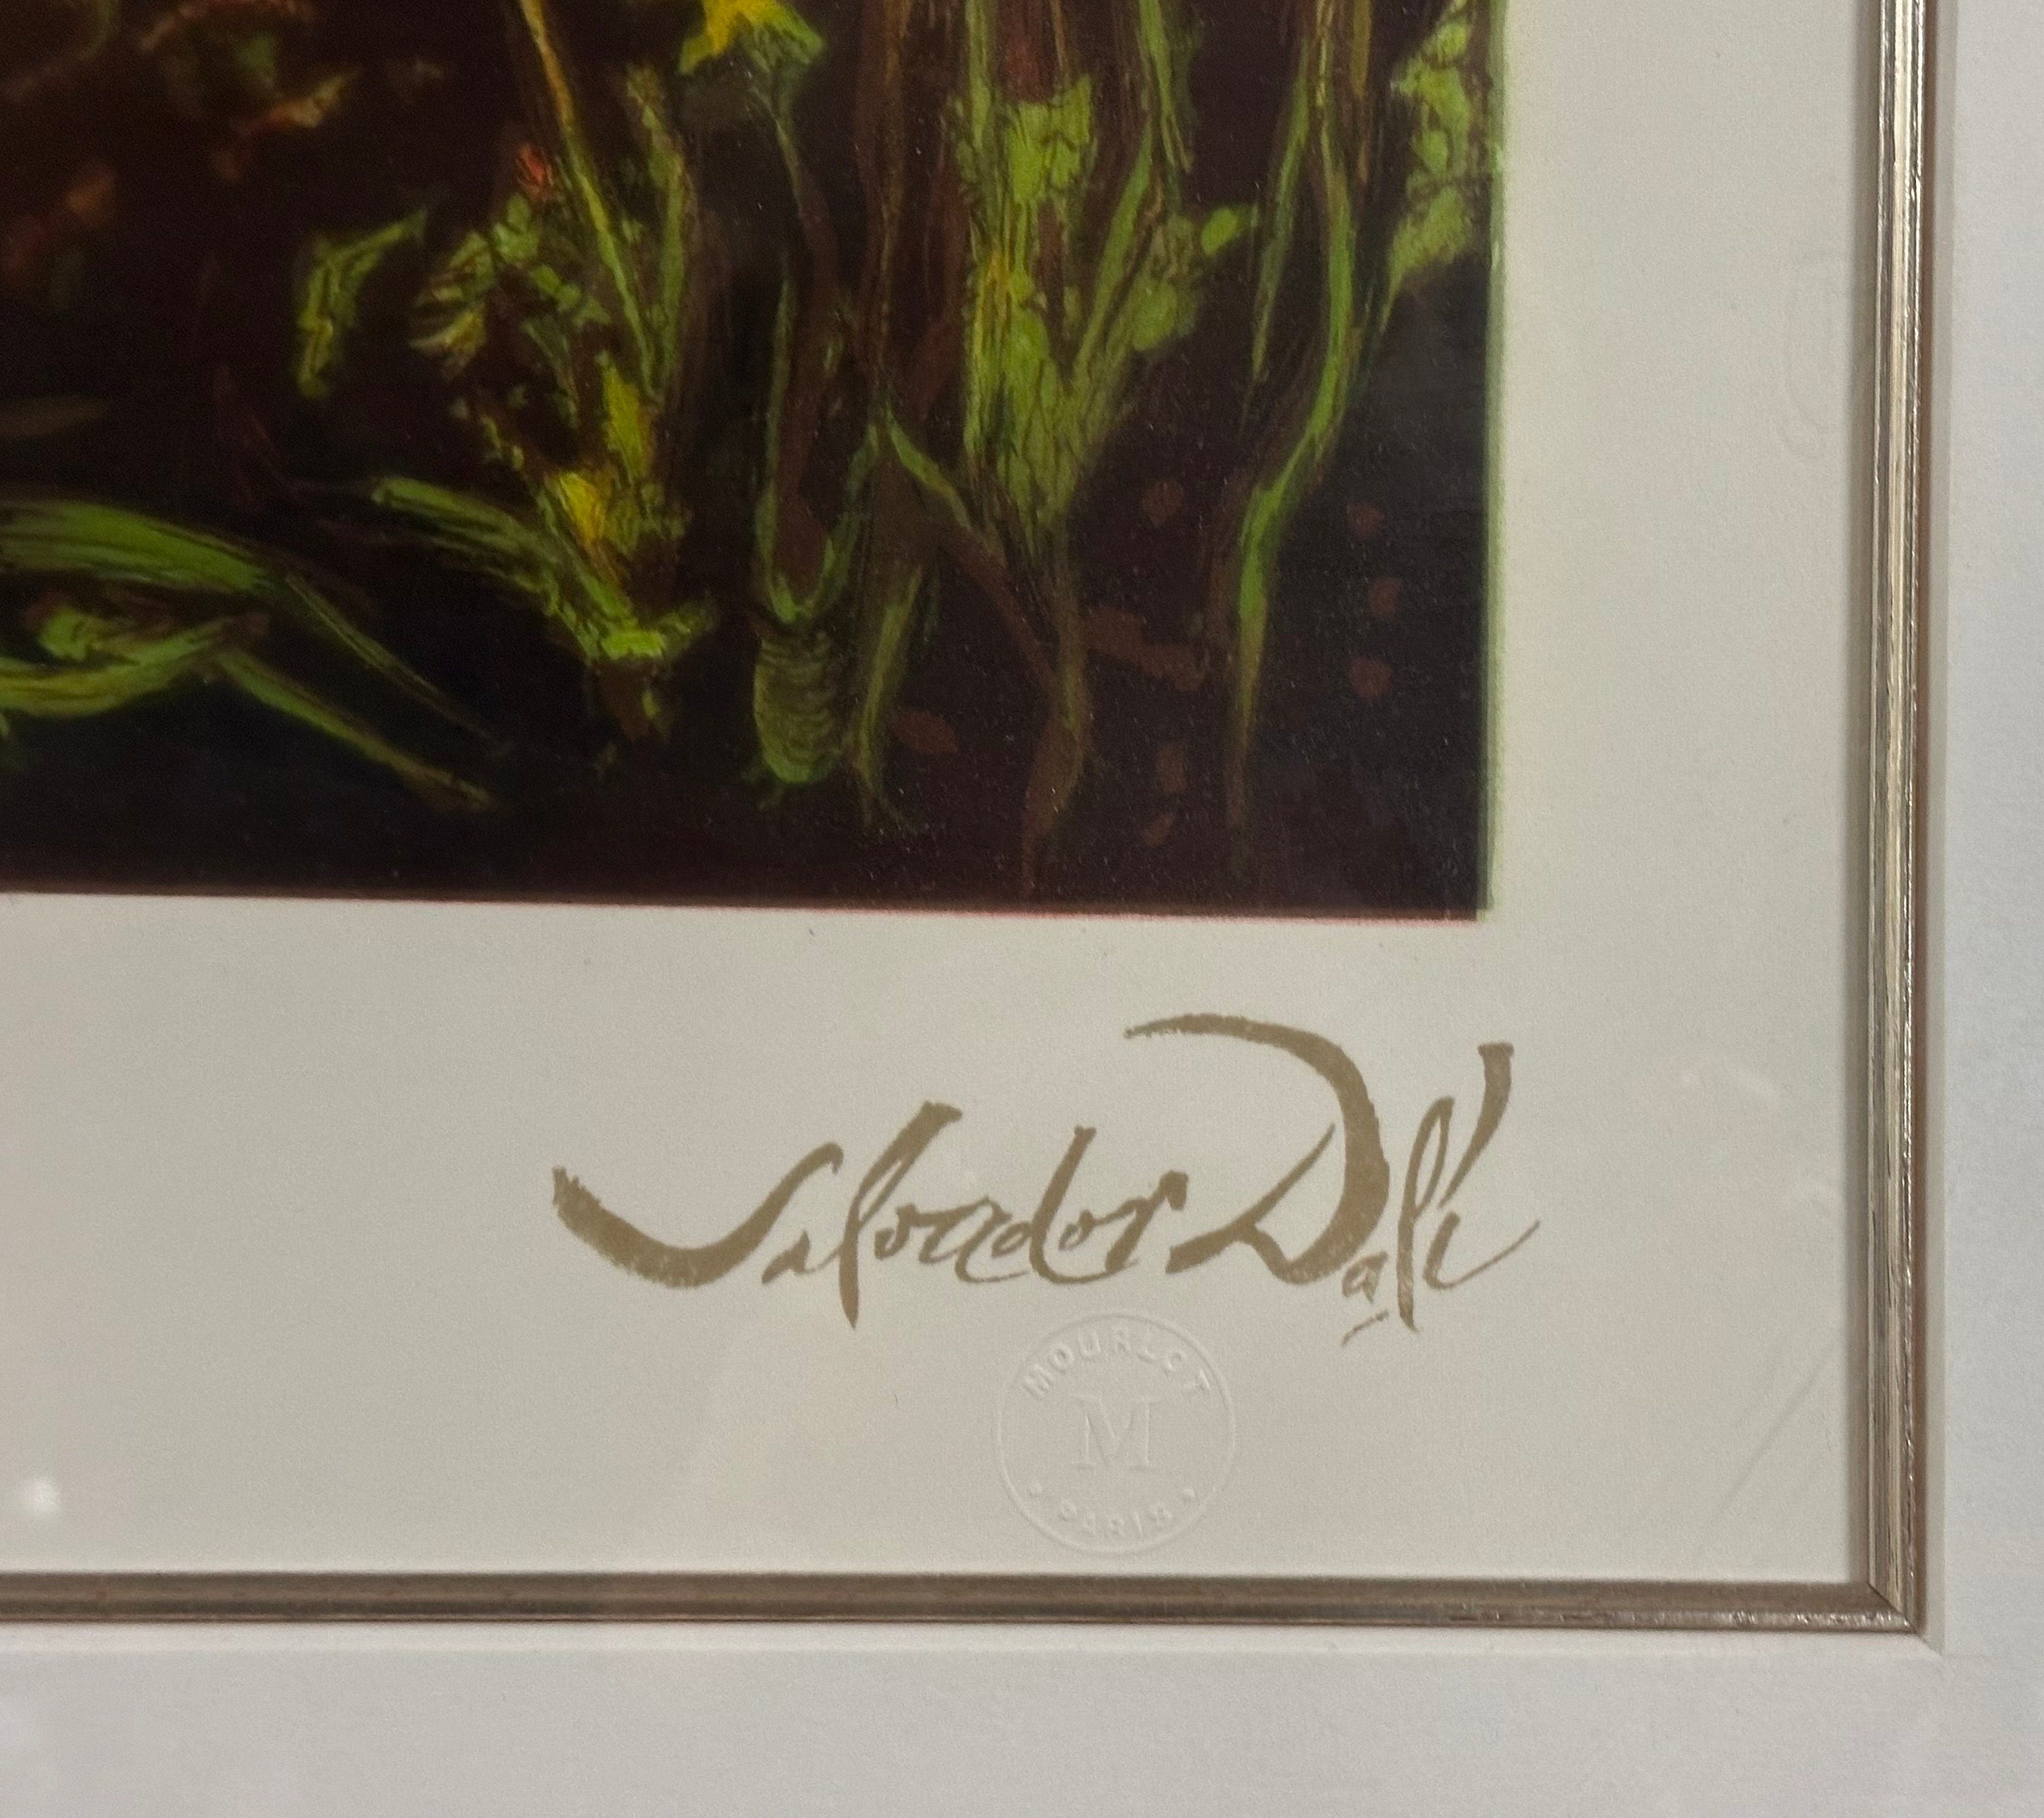 Salvador Dalí
MOURLOT
M
• PARIS •